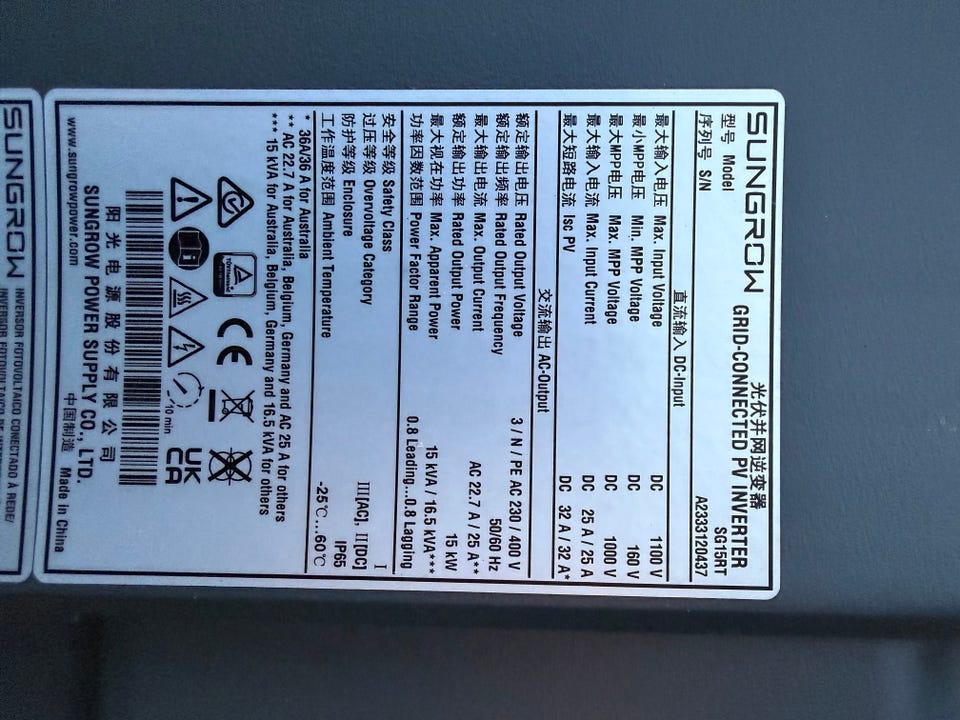 SUNGROW
光伏并网逆变器
GRID-CONNECTED PV INVERTER
型号 Model SG15RT
序列号 S/N A2333120437
直流输入 DC-Input
最大输入电压 Max. Input Voltage DC 1100 V
最小MPP电压 Min. MPP Voltage DC 160 V
最大MPP电压 Max. MPP Voltage DC 1000 V
最大输入电流 Max. Input Current DC 25 A / 25 A
最大短路电流 Isc PV DC 32 A / 32 A*
交流输出 AC-Output
额定输出电压 Rated Output Voltage 3 / N / PE AC 230 / 400 V
额定输出频率 Rated Output Frequency 50/60 Hz
最大输出电流 Max. Output Current AC 22.7 A / 25 A**
额定输出功率 Rated Output Power 15 kW
最大视在功率 Max. Apparent Power 15 kVA / 16.5 kVA***
功率因数范围 Power Factor Range 0.8 Leading...0.8 Lagging
安全等级 Safety Class I
过压等级 Overvoltage Category III[AC], II[DC]
防护等级 Enclosure IP65
工作温度范围 Ambient Temperature -25℃...60℃
* 36A/36 A for Australia
** AC 22.7 A for Australia, Belgium, Germany and AC 25 A for others
*** 15 kVA for Australia, Belgium, Germany and 16.5 kVA for others
CE
UK
CA
10 min
阳光电源股份有限公司
SUNGROW POWER SUPPLY CO., LTD.
www.sungrowpower.com
中国制造 Made in China
SUNGROW
INVERSOR FOTOVOLTAICO CONECTADO À REDE/